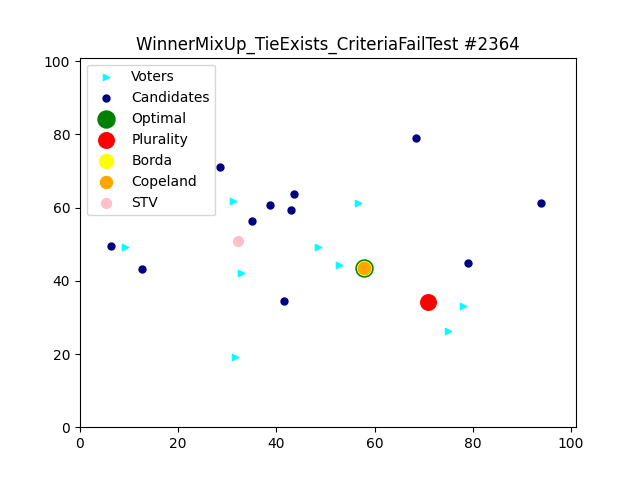 WinnerMixUp_TieExists_CriteriaFailTest #2364
100
80
60
40
20
0
Voters
Candidates
Optimal
Plurality
Borda
Copeland
STV
0 20 40 60 80 100